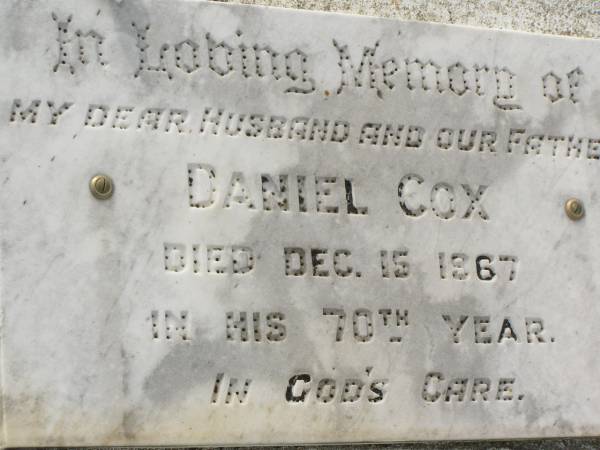 In Loving Memory of
MY DEAR HUSBAND AND OUR FATHE
DANIEL COX
DIED DEC. 15 1967
IN HIS 70TH YEAR.
IN GOD'S CARE.